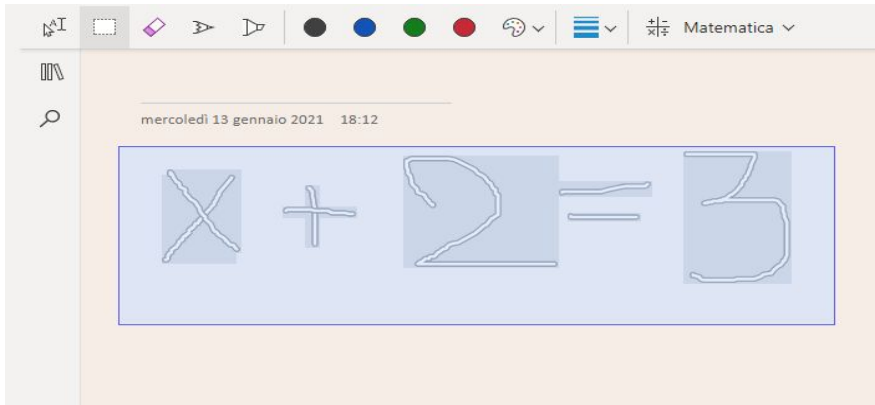 Matematica
mercoledì 13 gennaio 2021 18:12
x + 2 = 3